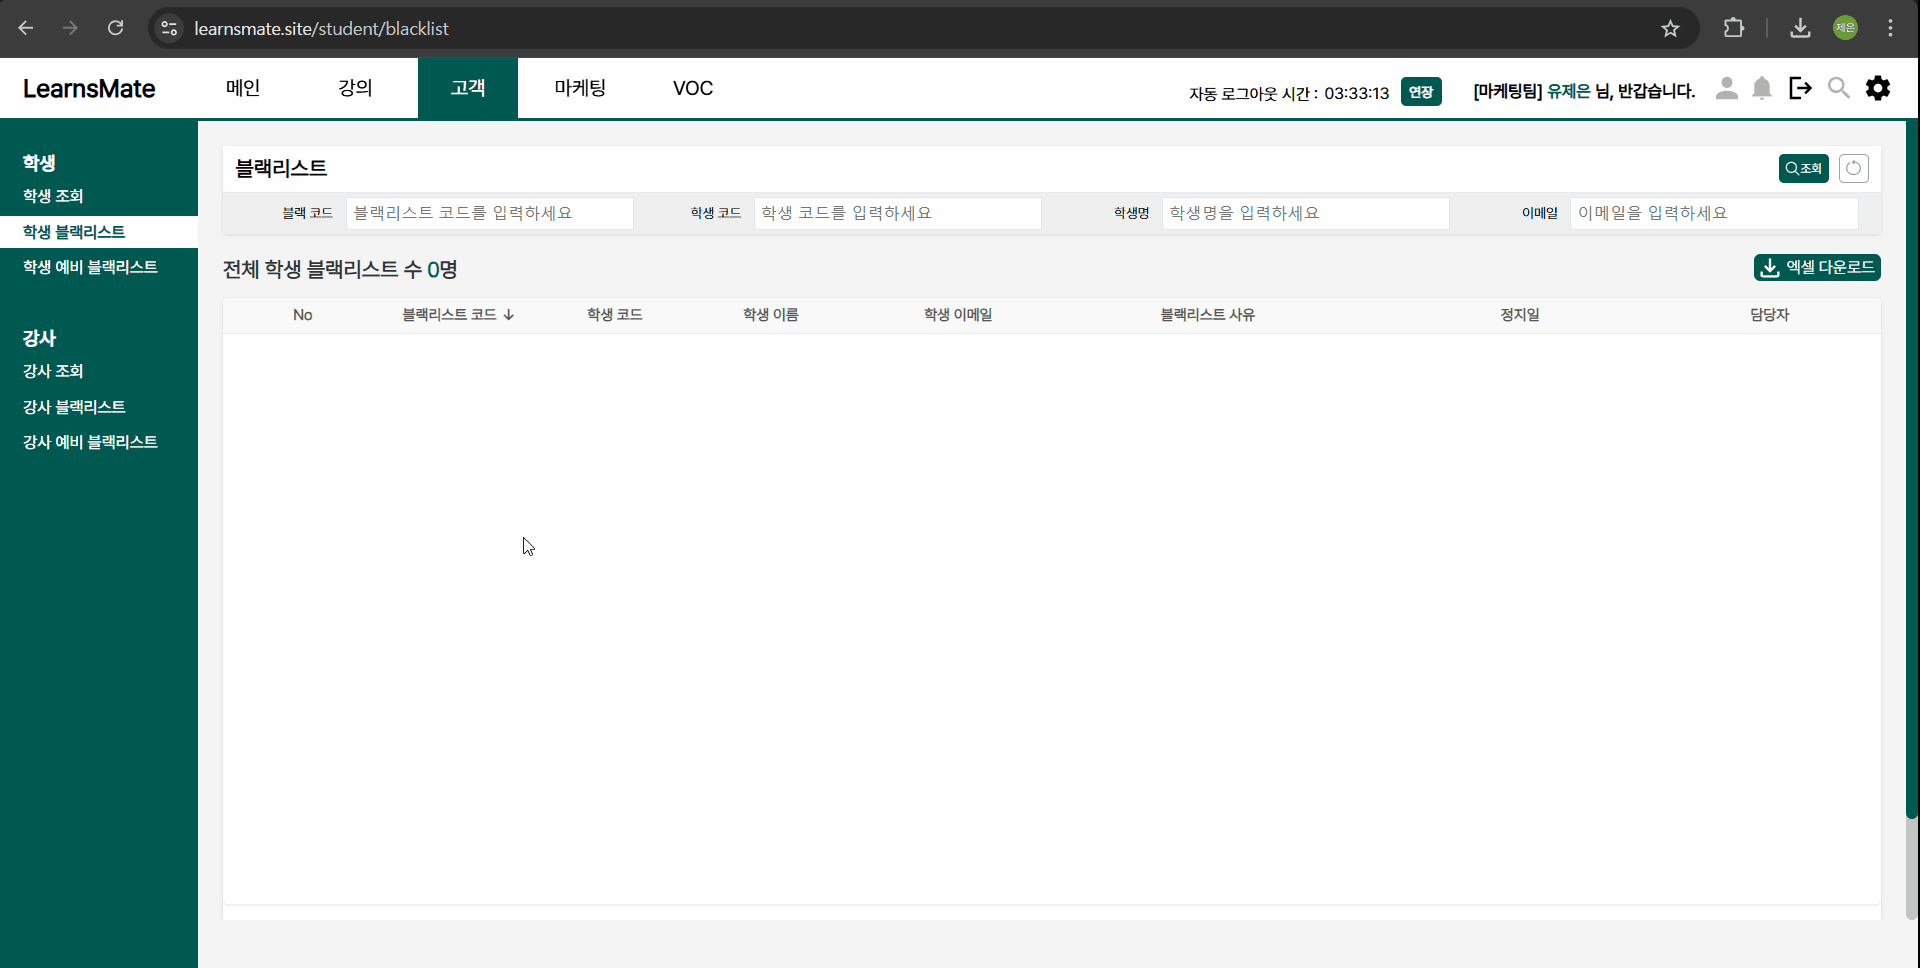 learnsmate.site/student/blacklist
제은
LearnsMate
메인
강의
고객
마케팅
VOC
자동 로그아웃 시간 : 03:33:13
연장
[마케팅팀] 유제은 님, 반갑습니다.
학생
학생 조회
학생 블랙리스트
학생 예비 블랙리스트
강사
강사 조회
강사 블랙리스트
강사 예비 블랙리스트
블랙리스트
조회
블랙 코드
블랙리스트 코드를 입력하세요
학생 코드
학생 코드를 입력하세요
학생명
학생명을 입력하세요
이메일
이메일을 입력하세요
전체 학생 블랙리스트 수 0명
엑셀 다운로드
No
블랙리스트 코드 ↓
학생 코드
학생 이름
학생 이메일
블랙리스트 사유
정지일
담당자